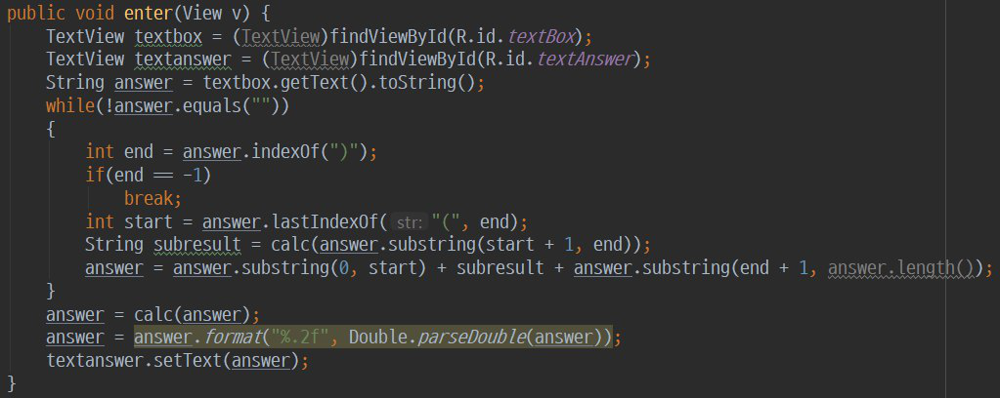 public void enter(View v) {
    TextView textbox = (TextView)findViewById(R.id.textBox);
    TextView textanswer = (TextView)findViewById(R.id.textAnswer);
    String answer = textbox.getText().toString();
    while(!answer.equals(""))
    {
        int end = answer.indexOf(")");
        if(end == -1)
            break;
        int start = answer.lastIndexOf( str: "(", end);
        String subresult = calc(answer.substring(start + 1, end));
        answer = answer.substring(0, start) + subresult + answer.substring(end + 1, answer.length());
    }
    answer = calc(answer);
    answer = answer.format("%.2f", Double.parseDouble(answer));
    textanswer.setText(answer);
}